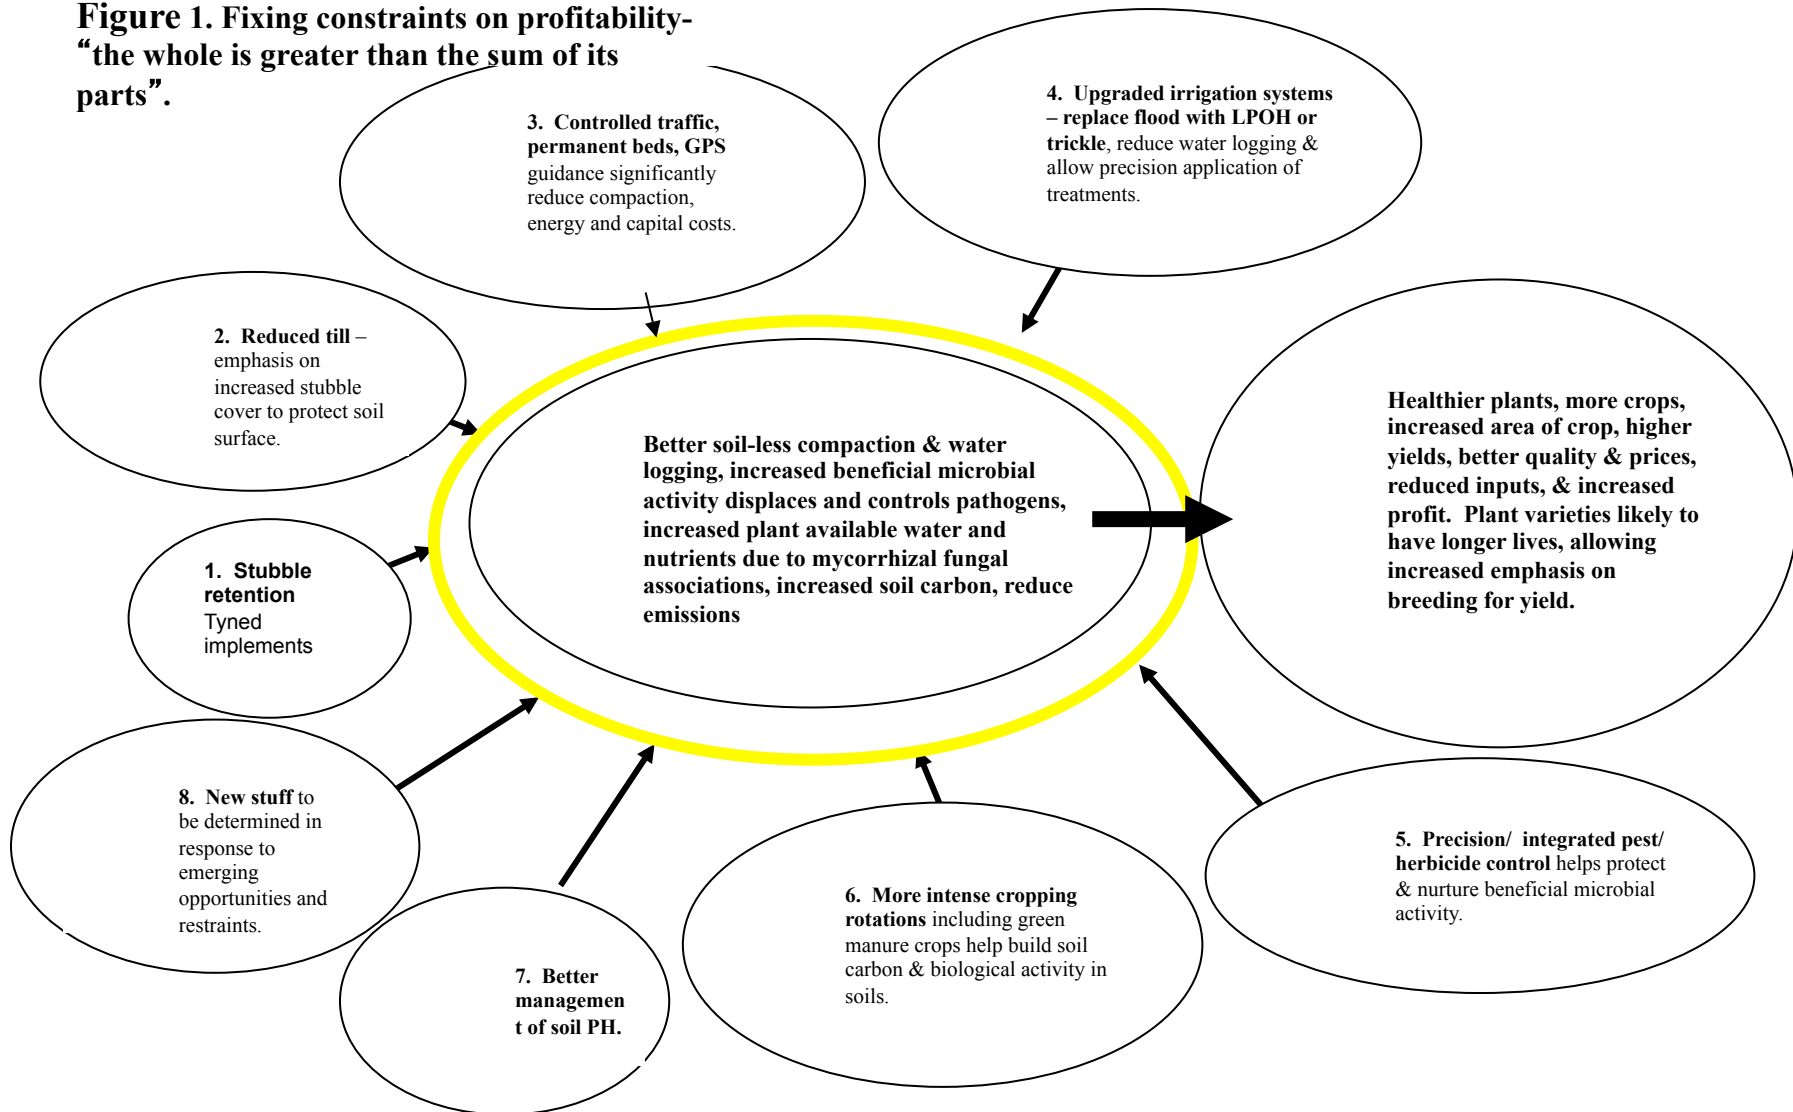 Figure 1. Fixing constraints on profitability-
“the whole is greater than the sum of its
parts”.
3. Controlled traffic,
permanent beds, GPS
guidance significantly
reduce compaction,
energy and capital costs.
4. Upgraded irrigation systems
– replace flood with LPOH or
trickle, reduce water logging &
allow precision application of
treatments.
2. Reduced till –
emphasis on
increased stubble
cover to protect soil
surface.
Better soil-less compaction & water
logging, increased beneficial microbial
activity displaces and controls pathogens,
increased plant available water and
nutrients due to mycorrhizal fungal
associations, increased soil carbon, reduce
emissions
Healthier plants, more crops,
increased area of crop, higher
yields, better quality & prices,
reduced inputs, & increased
profit. Plant varieties likely to
have longer lives, allowing
increased emphasis on
breeding for yield.
1. Stubble
retention
Tyned
implements
8. New stuff to
be determined in
response to
emerging
opportunities and
restraints.
7. Better
managemen
t of soil PH.
6. More intense cropping
rotations including green
manure crops help build soil
carbon & biological activity in
soils.
5. Precision/ integrated pest/
herbicide control helps protect
& nurture beneficial microbial
activity.